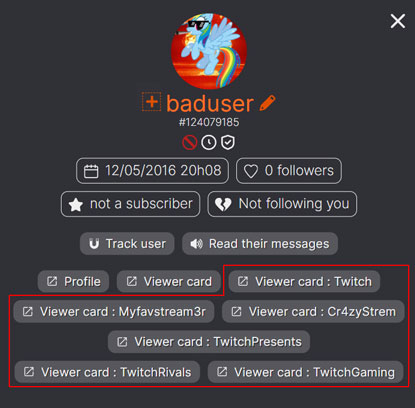 baduser
#124079185
12/05/2016 20h08 0 followers
not a subscriber Not following you
Track user Read their messages
Profile Viewer card Viewer card : Twitch
Viewer card : Myfavstream3r Viewer card : Cr4zyStrem
Viewer card : TwitchPresents
Viewer card : TwitchRivals Viewer card : TwitchGaming